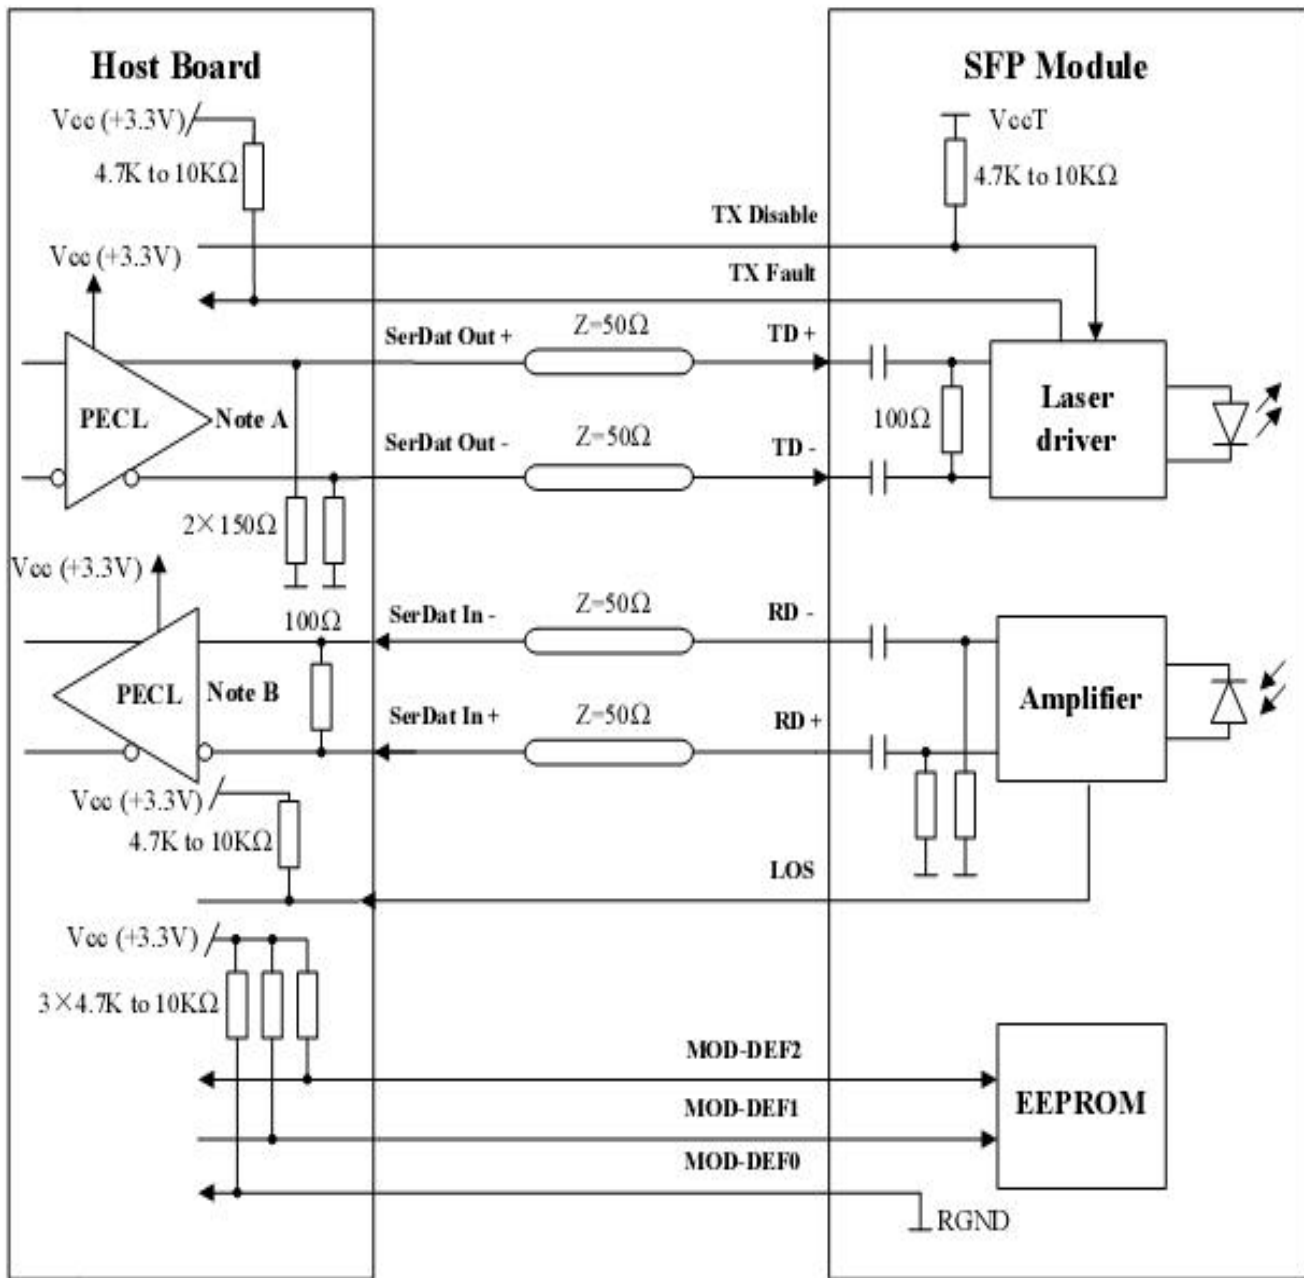 Host Board
SFP Module
Vcc (+3.3V)
4.7K to 10KΩ
VccT
4.7K to 10KΩ
TX Disable
Vcc (+3.3V)
TX Fault
SerDat Out +
Z=50Ω
TD +
PECL
Note A
100Ω
Laser
driver
SerDat Out -
Z=50Ω
TD -
2×150Ω
Vcc (+3.3V)
100Ω
SerDat In -
Z=50Ω
RD -
PECL
Note B
Amplifier
SerDat In +
Z=50Ω
RD +
Vcc (+3.3V)
4.7K to 10KΩ
LOS
Vcc (+3.3V)
3×4.7K to 10KΩ
MOD-DEF2
MOD-DEF1
EEPROM
MOD-DEF0
RGND